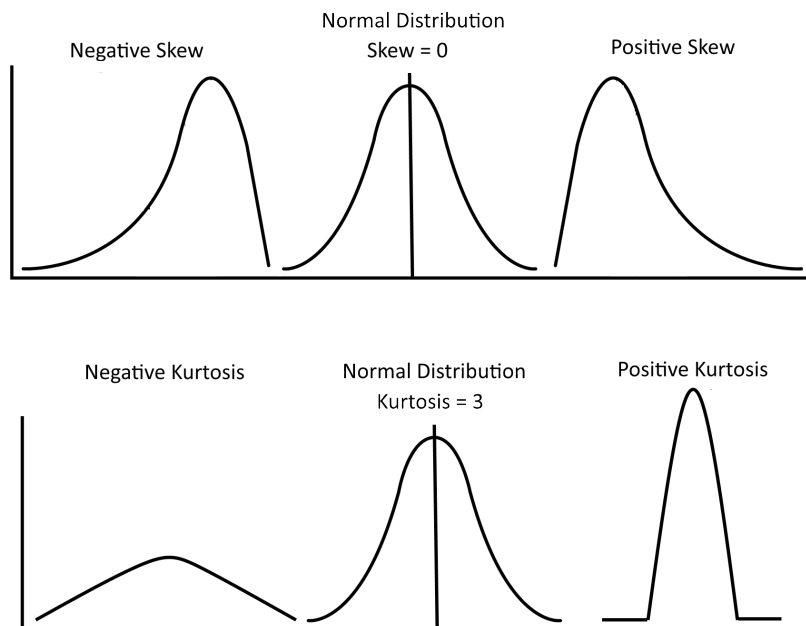 Negative Skew
Normal Distribution
Skew = 0
Positive Skew
Negative Kurtosis
Normal Distribution
Kurtosis = 3
Positive Kurtosis